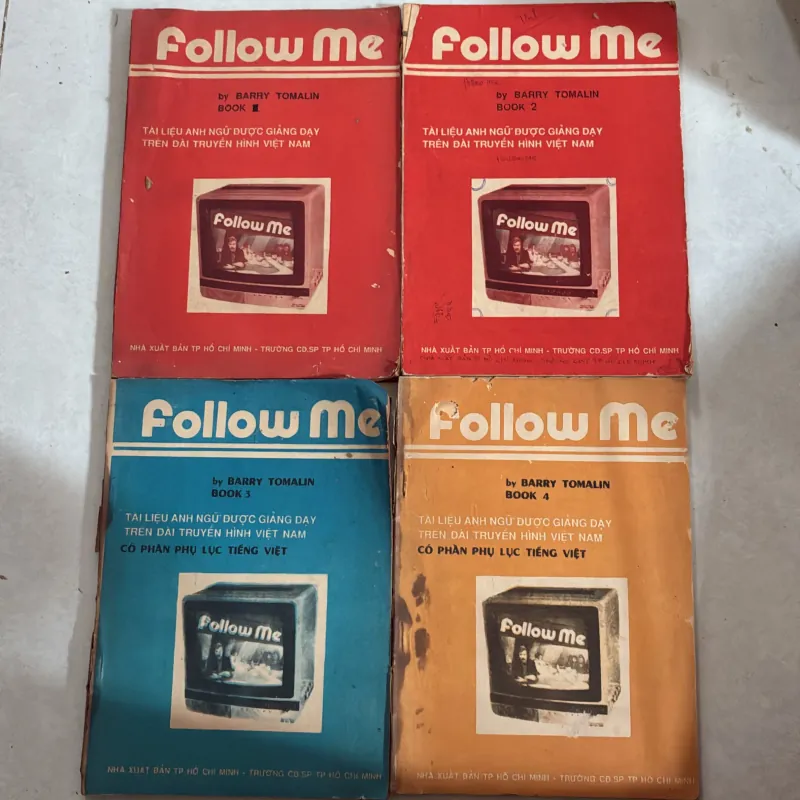 Follow Me
by BARRY TOMALIN
BOOK 1
TÀI LIỆU ANH NGỮ ĐƯỢC GIẢNG DẠY
TRÊN ĐÀI TRUYỀN HÌNH VIỆT NAM
Follow Me
NHÀ XUẤT BẢN TP HỒ CHÍ MINH - TRƯỜNG CĐ.SP TP HỒ CHÍ MINH
Follow Me
follow me
by BARRY TOMALIN
BOOK 2
TÀI LIỆU ANH NGỮ ĐƯỢC GIẢNG DẠY
TRÊN ĐÀI TRUYỀN HÌNH VIỆT NAM
Follow Me
NHÀ XUẤT BẢN TP HỒ CHÍ MINH - TRƯỜNG CĐ.SP TP HỒ CHÍ MINH
Follow Me
by BARRY TOMALIN
BOOK 3
TÀI LIỆU ANH NGỮ ĐƯỢC GIẢNG DẠY
TRÊN ĐÀI TRUYỀN HÌNH VIỆT NAM
CÓ PHẦN PHỤ LỤC TIẾNG VIỆT
Follow Me
NHÀ XUẤT BẢN TP HỒ CHÍ MINH - TRƯỜNG CĐ.SP TP HỒ CHÍ MINH
Follow Me
by BARRY TOMALIN
BOOK 4
TÀI LIỆU ANH NGỮ ĐƯỢC GIẢNG DẠY
TRÊN ĐÀI TRUYỀN HÌNH VIỆT NAM
CÓ PHẦN PHỤ LỤC TIẾNG VIỆT
Follow Me
NHÀ XUẤT BẢN TP HỒ CHÍ MINH - TRƯỜNG CĐ.SP TP HỒ CHÍ MINH